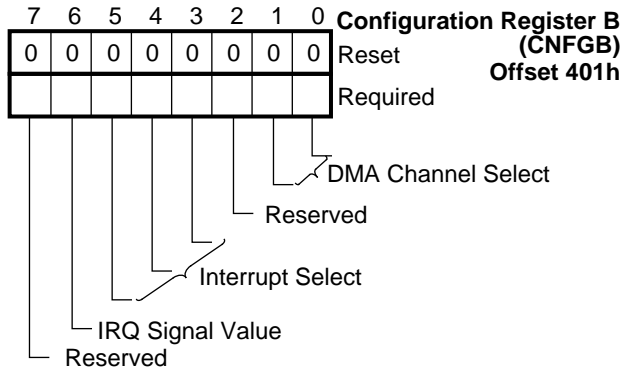 7 6 5 4 3 2 1 0 Configuration Register B
(CNFGB)
0 0 0 0 0 0 0 0 Reset
Offset 401h
Required
DMA Channel Select
Reserved
Interrupt Select
IRQ Signal Value
Reserved